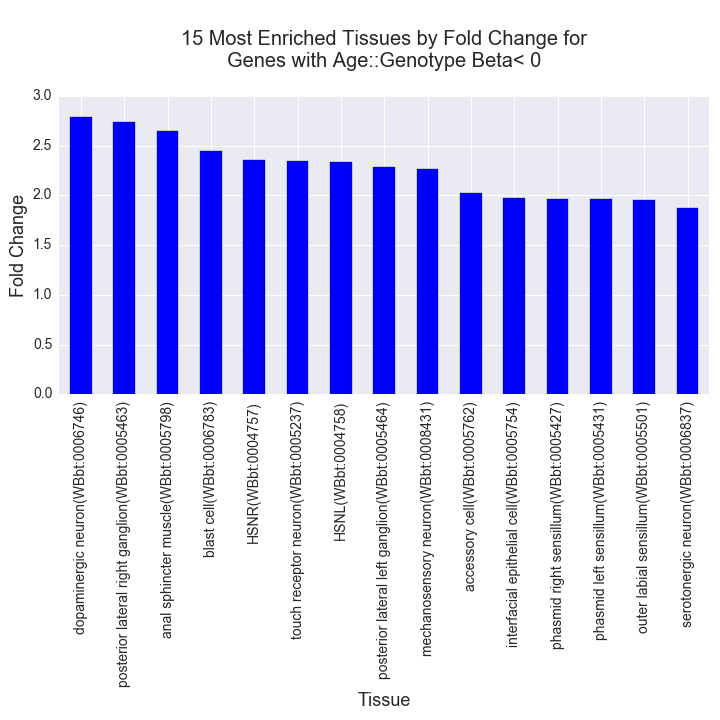 15 Most Enriched Tissues by Fold Change for
Genes with Age::Genotype Beta< 0
Fold Change
3.0
2.5
2.0
1.5
1.0
0.5
0.0
dopaminergic neuron(WBbt:0006746)
posterior lateral right ganglion(WBbt:0005463)
anal sphincter muscle(WBbt:0005798)
blast cell(WBbt:0006783)
HSNR(WBbt:0004757)
touch receptor neuron(WBbt:0005237)
HSNL(WBbt:0004758)
posterior lateral left ganglion(WBbt:0005464)
mechanosensory neuron(WBbt:0008431)
accessory cell(WBbt:0005762)
interfacial epithelial cell(WBbt:0005754)
phasmid right sensillum(WBbt:0005427)
phasmid left sensillum(WBbt:0005431)
outer labial sensillum(WBbt:0005501)
serotonergic neuron(WBbt:0006837)
Tissue